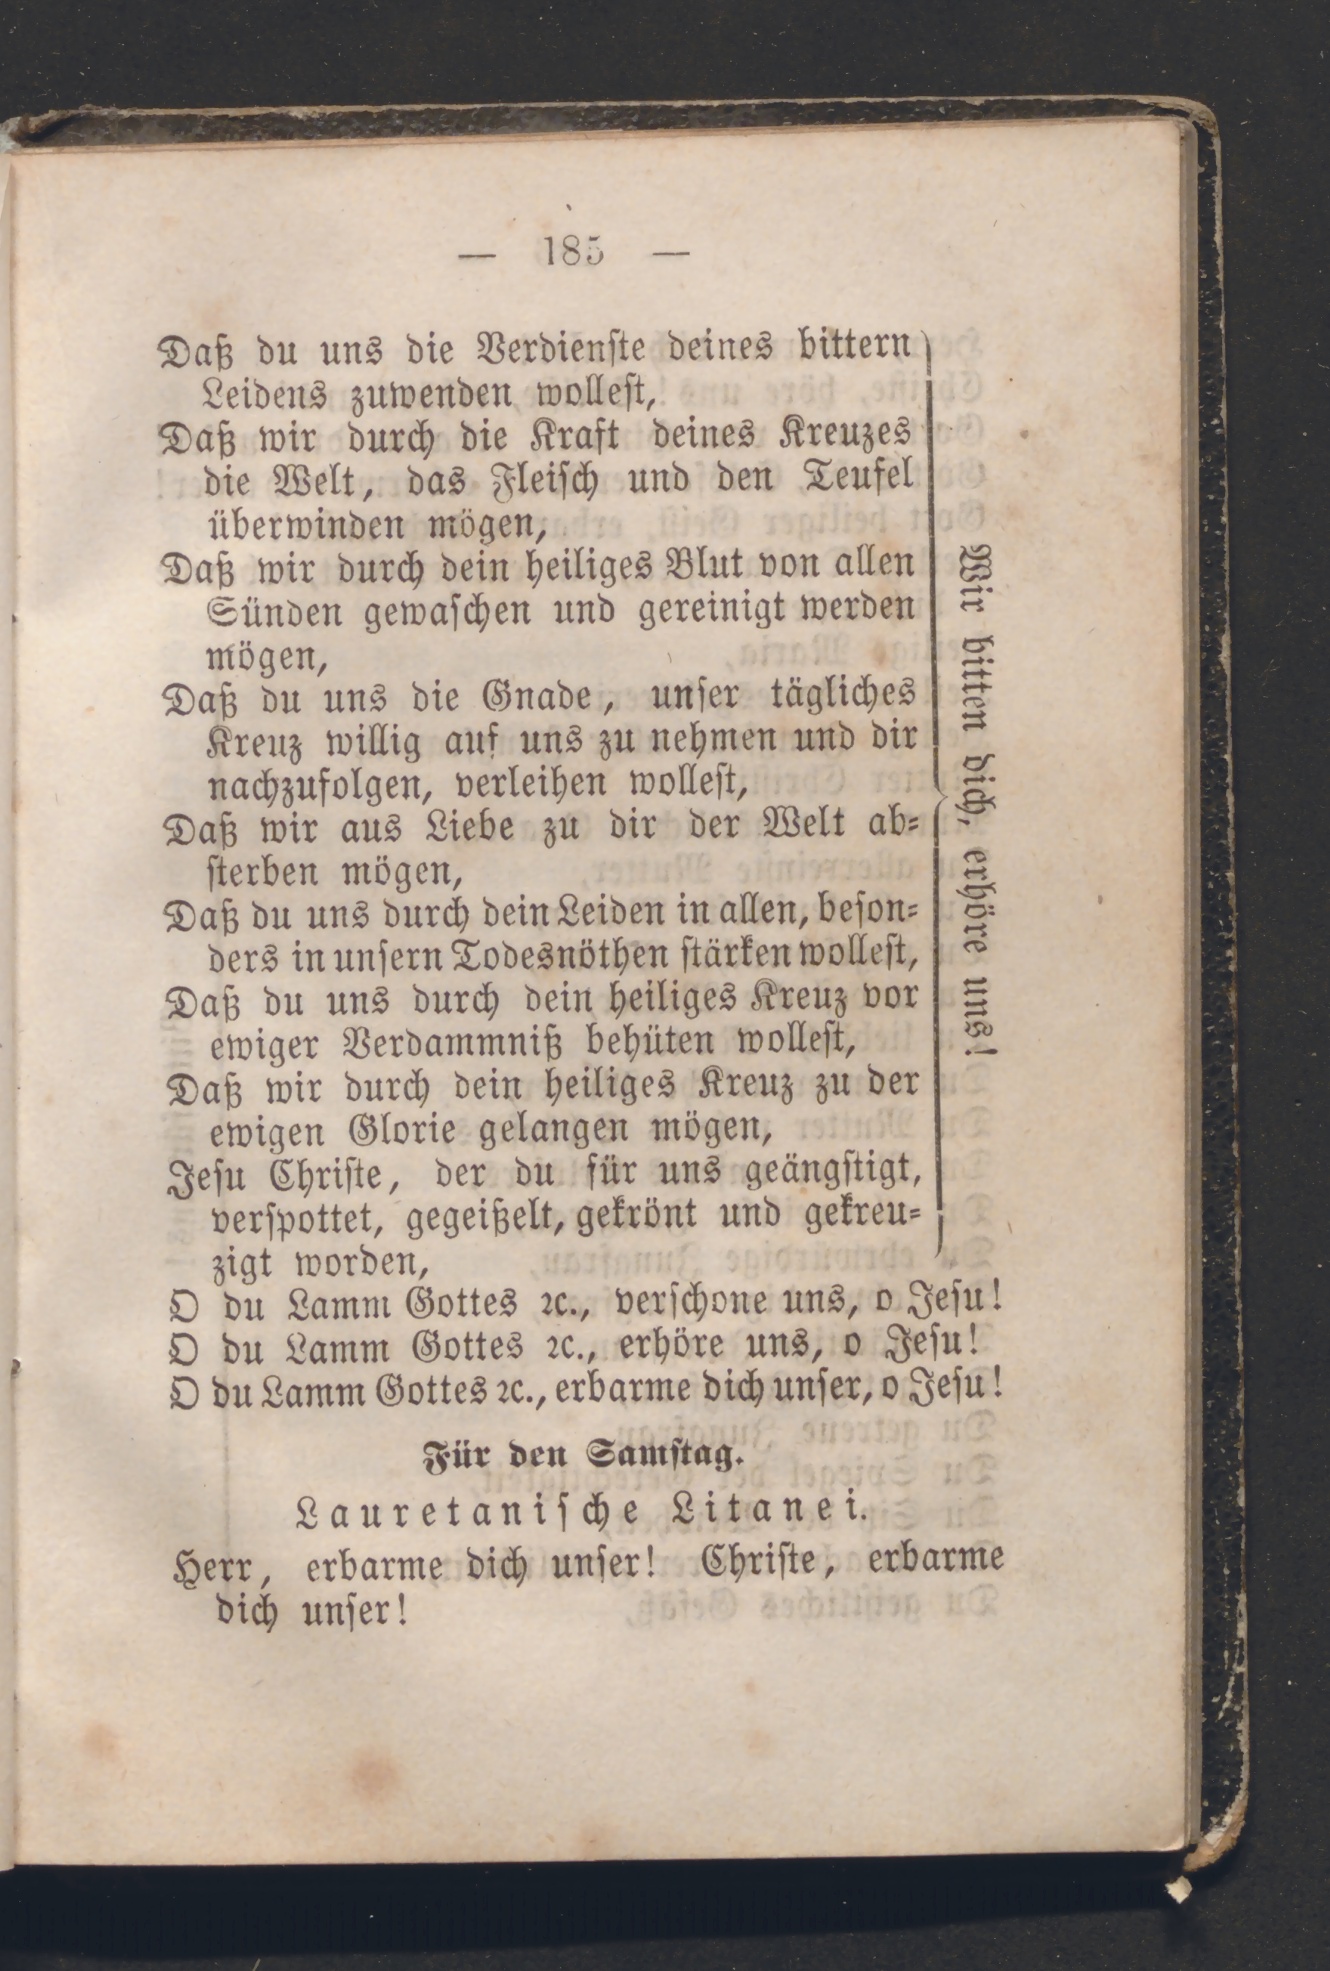 — 185 —
Daß du uns die Verdienste deines bittern
Leidens zuwenden wollest,
Daß wir durch die Kraft deines Kreuzes
die Welt, das Fleisch und den Teufel
überwinden mögen,
Daß wir durch dein heiliges Blut von allen
Sünden gewaschen und gereinigt werden
mögen,
Daß du uns die Gnade, unser tägliches
Kreuz willig auf uns zu nehmen und dir
nachzufolgen, verleihen wollest,
Daß wir aus Liebe zu dir der Welt ab-
sterben mögen,
Daß du uns durch dein Leiden in allen, beson-
ders in unsern Todesnöthen stärken wollest,
Daß du uns durch dein heiliges Kreuz vor
ewiger Verdammniß behüten wollest,
Daß wir durch dein heiliges Kreuz zu der
ewigen Glorie gelangen mögen,
Jesu Christe, der du für uns geängstigt,
verspottet, gegeißelt, gekrönt und gekreu-
zigt worden,
Wir bitten dich, erhöre uns!
O du Lamm Gottes ꝛc., verschone uns, o Jesu!
O du Lamm Gottes ꝛc., erhöre uns, o Jesu!
O du Lamm Gottes ꝛc., erbarme dich unser, o Jesu!
Für den Samstag.
Lauretanische Litanei.
Herr, erbarme dich unser! Christe, erbarme
dich unser!